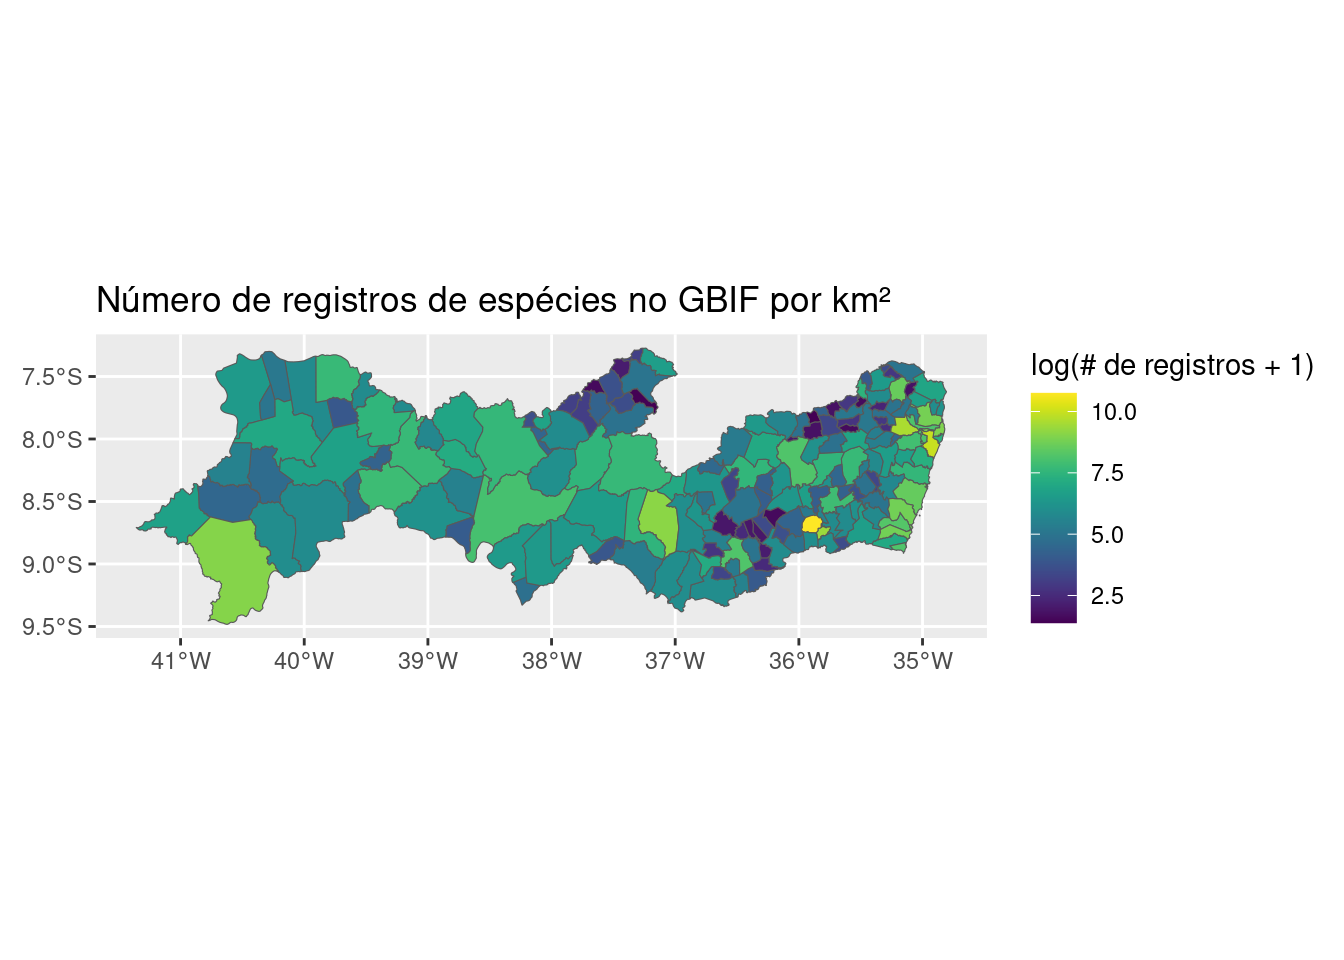 Número de registros de espécies no GBIF por km²
log(# de registros + 1)
10.0
7.5
5.0
2.5
7.5°S
8.0°S
8.5°S
9.0°S
9.5°S
41°W 40°W 39°W 38°W 37°W 36°W 35°W